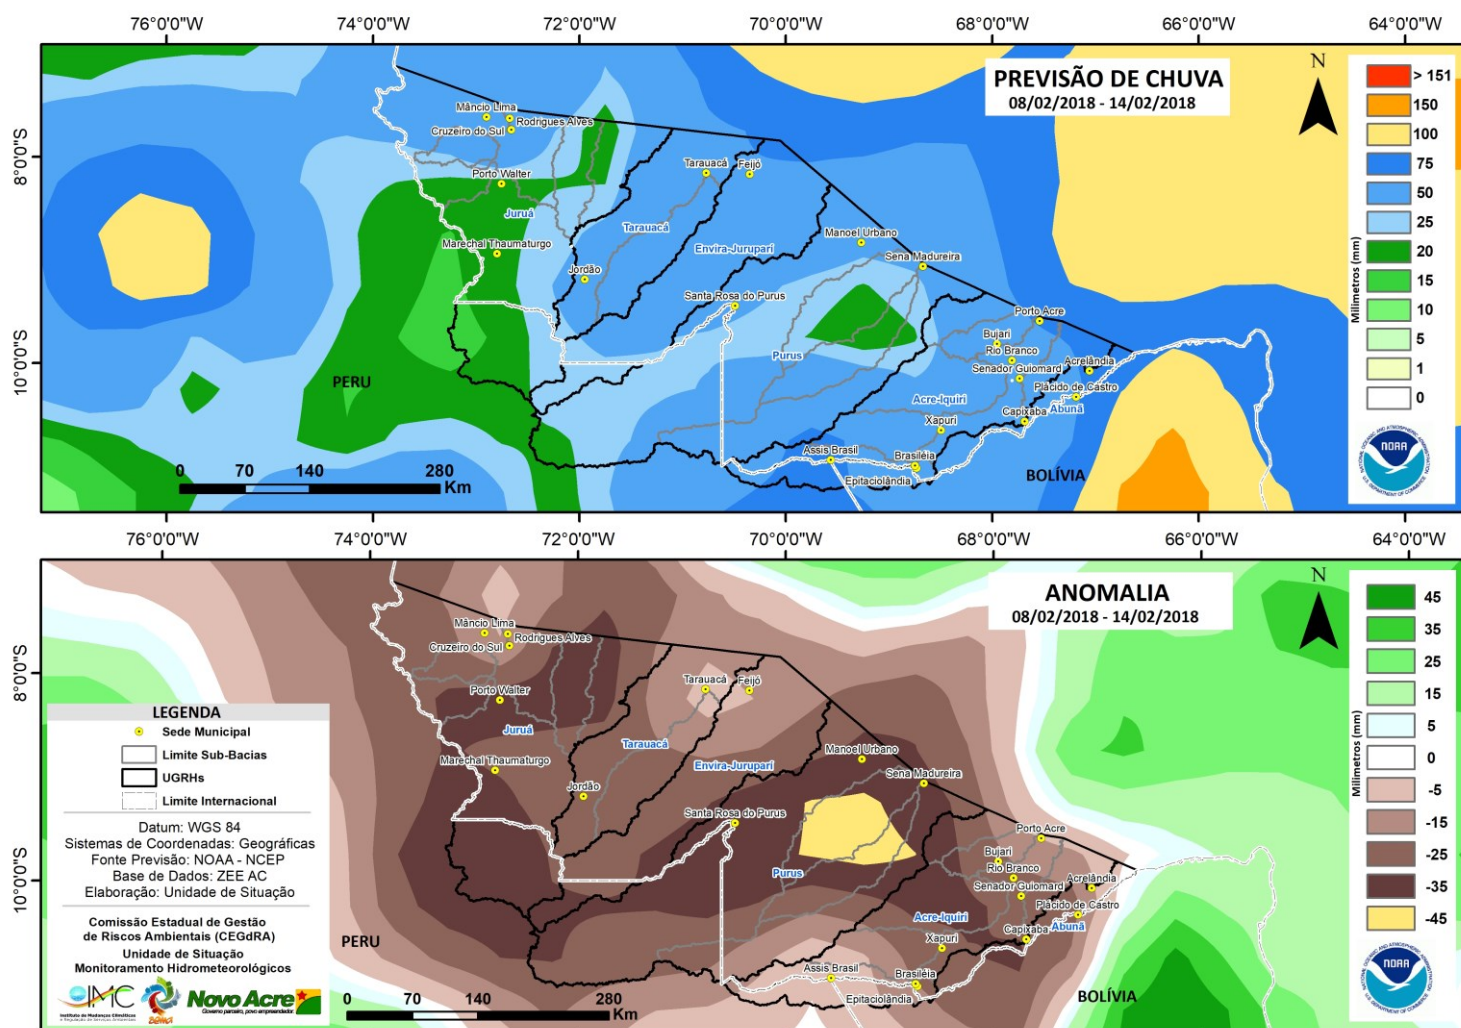 76°0'0"W
74°0'0"W
72°0'0"W
70°0'0"W
68°0'0"W
66°0'0"W
64°0'0"W
PREVISÃO DE CHUVA
08/02/2018 - 14/02/2018
N
> 151
150
100
75
50
25
20
15
10
5
1
0
Milímetros (mm)
NOAA
8°0'0"S
10°0'0"S
Mâncio Lima
Rodrigues Alves
Cruzeiro do Sul
Porto Walter
Tarauacá
Feijó
Juruá
Tarauacá
Marechal Thaumaturgo
Envira-Jurupari
Manoel Urbano
Sena Madureira
Jordão
Santa Rosa do Purus
Porto Acre
Bujari
Rio Branco
Purus
Senador Guiomard
Acrelândia
Plácido de Castro
PERU
Acre-Iquiri
Capixaba
Abunã
Xapuri
Assis Brasil
Brasiléia
Epitaciolândia
BOLÍVIA
0 70 140 280
Km
76°0'0"W
74°0'0"W
72°0'0"W
70°0'0"W
68°0'0"W
66°0'0"W
64°0'0"W
ANOMALIA
08/02/2018 - 14/02/2018
N
45
35
25
15
5
0
-5
-15
-25
-35
-45
Milímetros (mm)
NOAA
8°0'0"S
10°0'0"S
Mâncio Lima
Rodrigues Alves
Cruzeiro do Sul
Porto Walter
Tarauacá
Feijó
Juruá
Tarauacá
Marechal Thaumaturgo
Envira-Jurupari
Manoel Urbano
Sena Madureira
Jordão
Santa Rosa do Purus
Porto Acre
Bujari
Rio Branco
Purus
Senador Guiomard
Acrelândia
Plácido de Castro
Acre-Iquiri
Capixaba
Abunã
Xapuri
PERU
Assis Brasil
Brasiléia
Epitaciolândia
BOLÍVIA
0 70 140 280
Km
LEGENDA
Sede Municipal
Limite Sub-Bacias
UGRHs
Limite Internacional
Datum: WGS 84
Sistemas de Coordenadas: Geográficas
Fonte Previsão: NOAA - NCEP
Base de Dados: ZEE AC
Elaboração: Unidade de Situação
Comissão Estadual de Gestão
de Riscos Ambientais (CEGdRA)
Unidade de Situação
Monitoramento Hidrometeorológicos
IMC
Instituto de Mudanças Climáticas
SEMA
Novo Acre
Governo parceiro, povo empreendedor.